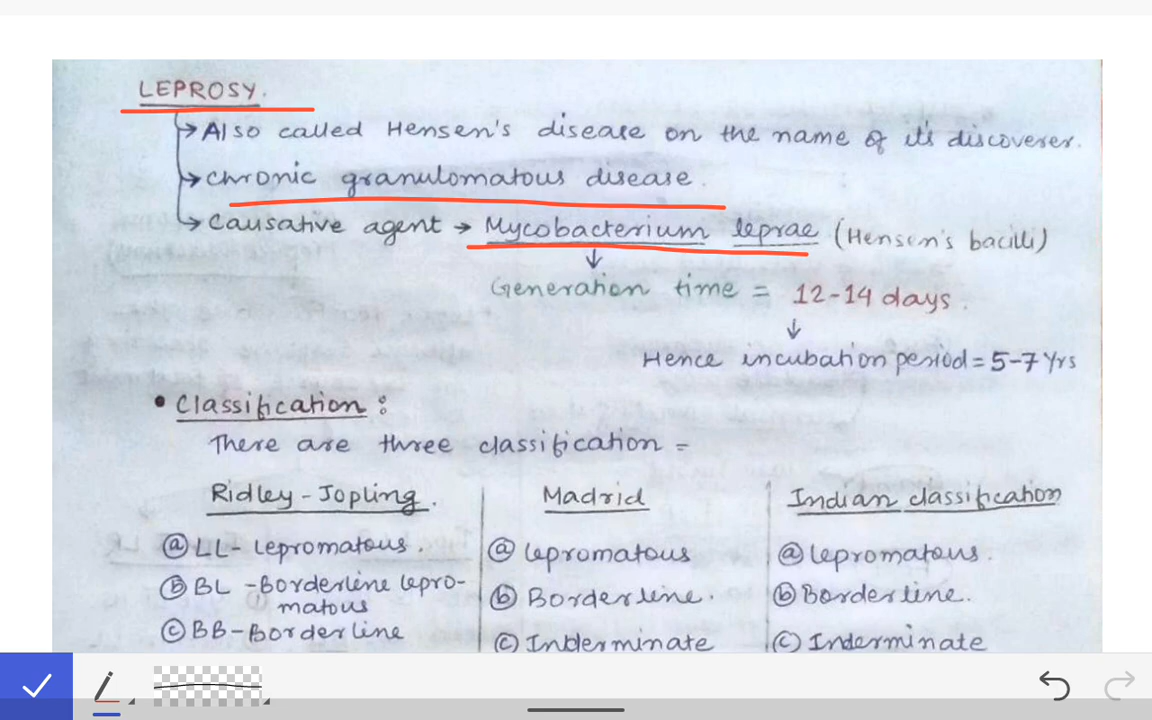 LEPROSY.
→ Also called Hensen's disease on the name of it's discoverer.
→ chronic granulomatous disease.
→ Causative agent → Mycobacterium leprae (Hensen's bacilli)
↓
Generation time = 12-14 days.
↓
Hence incubation period = 5-7 Yrs
• Classification :
There are three classification =
Ridley - Jopling.
ⓐ LL - Lepromatous.
ⓑ BL - Borderline lepro-
matous
ⓒ BB - Borderline
Madrid
ⓐ Lepromatous
ⓑ Borderline.
ⓒ Inderminate
Indian classification
ⓐ Lepromatous.
ⓑ Borderline.
ⓒ Inderminate